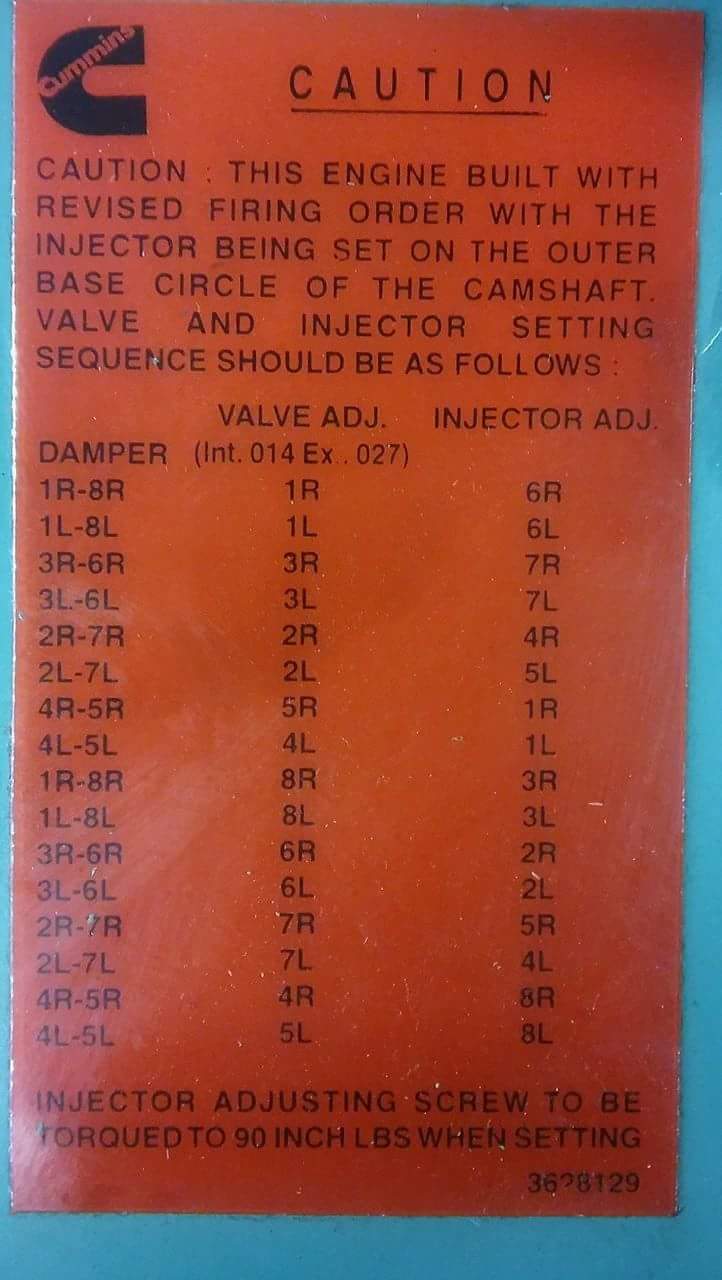 Cummins
CAUTION
CAUTION : THIS ENGINE BUILT WITH
REVISED FIRING ORDER WITH THE
INJECTOR BEING SET ON THE OUTER
BASE CIRCLE OF THE CAMSHAFT.
VALVE AND INJECTOR SETTING
SEQUENCE SHOULD BE AS FOLLOWS :
VALVE ADJ. INJECTOR ADJ.
DAMPER (Int. 014 Ex.. 027)
1R-8R 1R 6R
1L-8L 1L 6L
3R-6R 3R 7R
3L-6L 3L 7L
2R-7R 2R 4R
2L-7L 2L 5L
4R-5R 5R 1R
4L-5L 4L 1L
1R-8R 8R 3R
1L-8L 8L 3L
3R-6R 6R 2R
3L-6L 6L 2L
2R-7R 7R 5R
2L-7L 7L 4L
4R-5R 4R 8R
4L-5L 5L 8L
INJECTOR ADJUSTING SCREW TO BE
TORQUED TO 90 INCH LBS WHEN SETTING